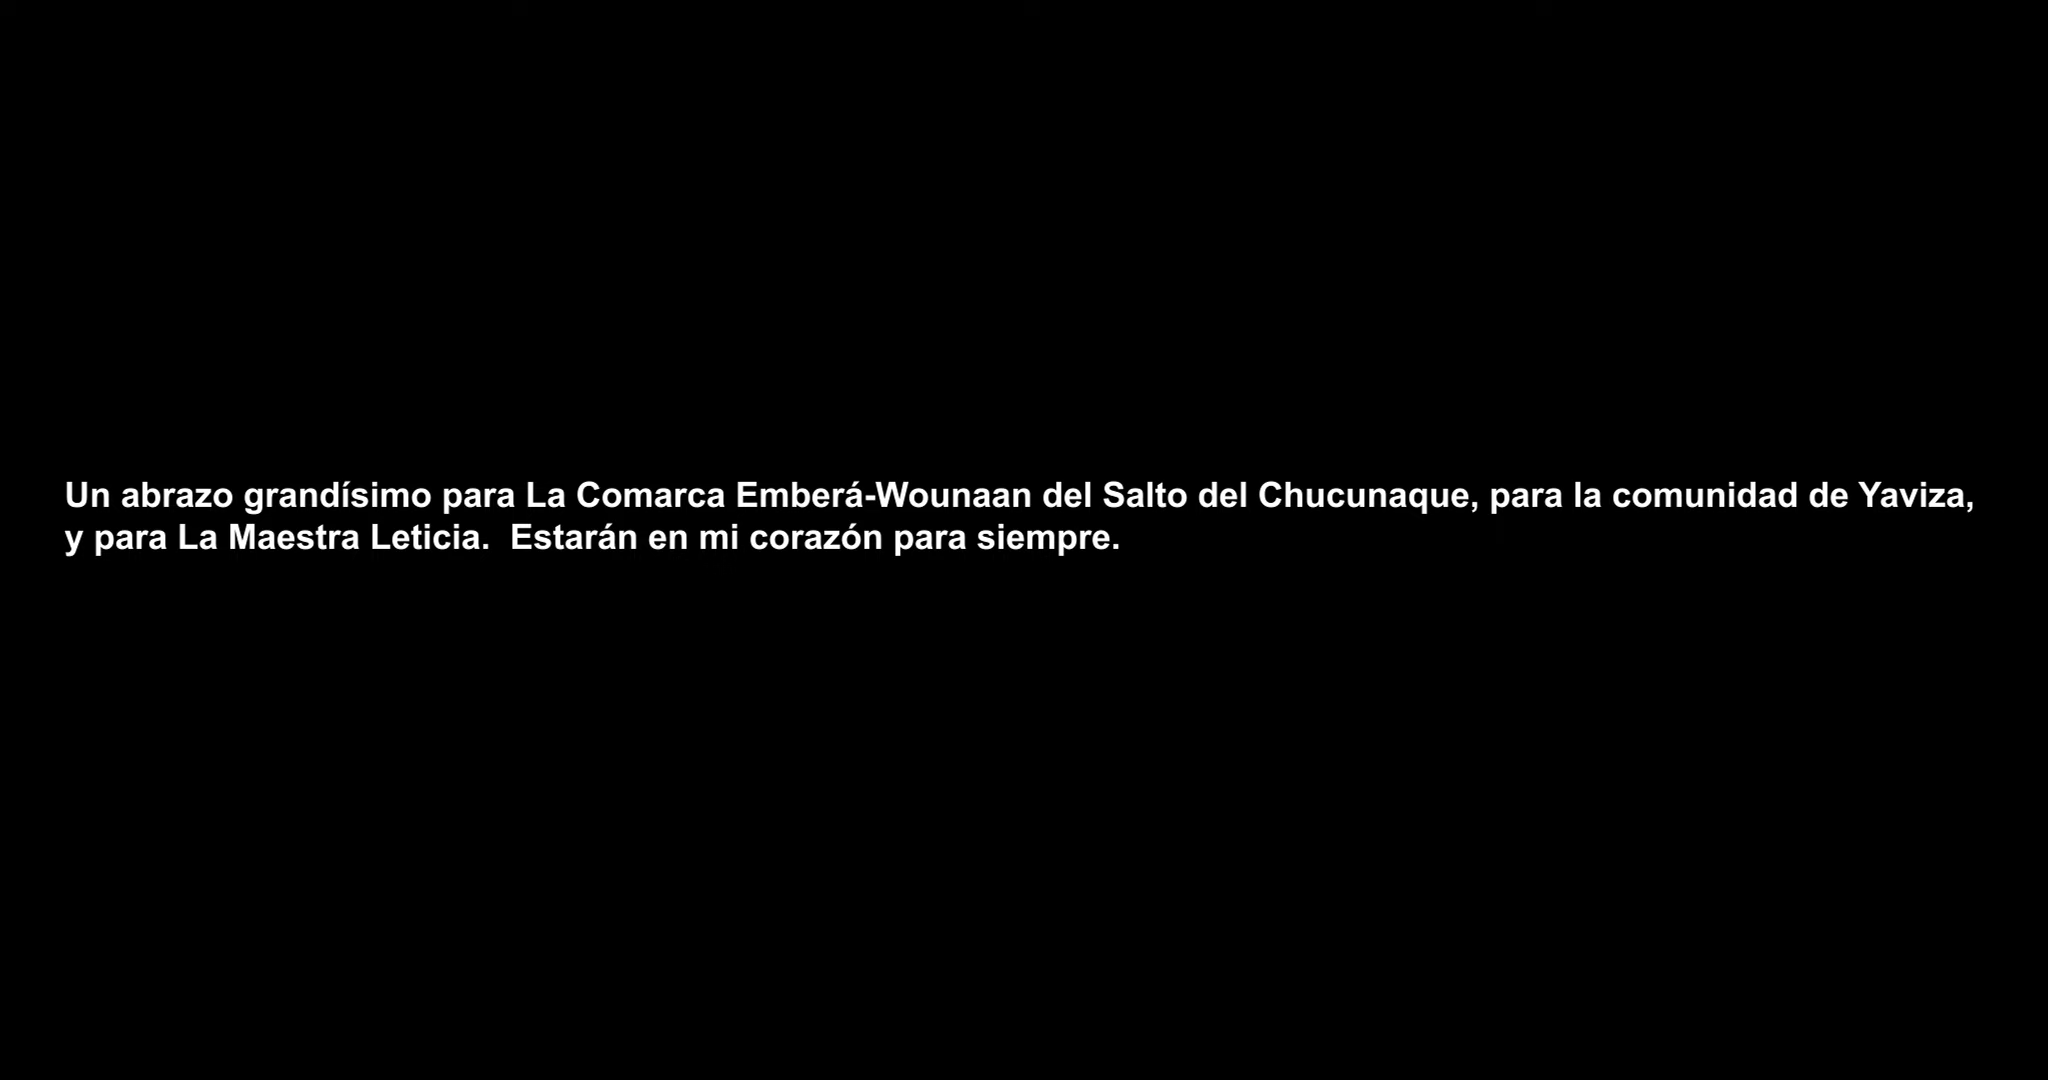 Un abrazo grandísimo para La Comarca Emberá-Wounaan del Salto del Chucunaque, para la comunidad de Yaviza,
y para La Maestra Leticia.  Estarán en mi corazón para siempre.